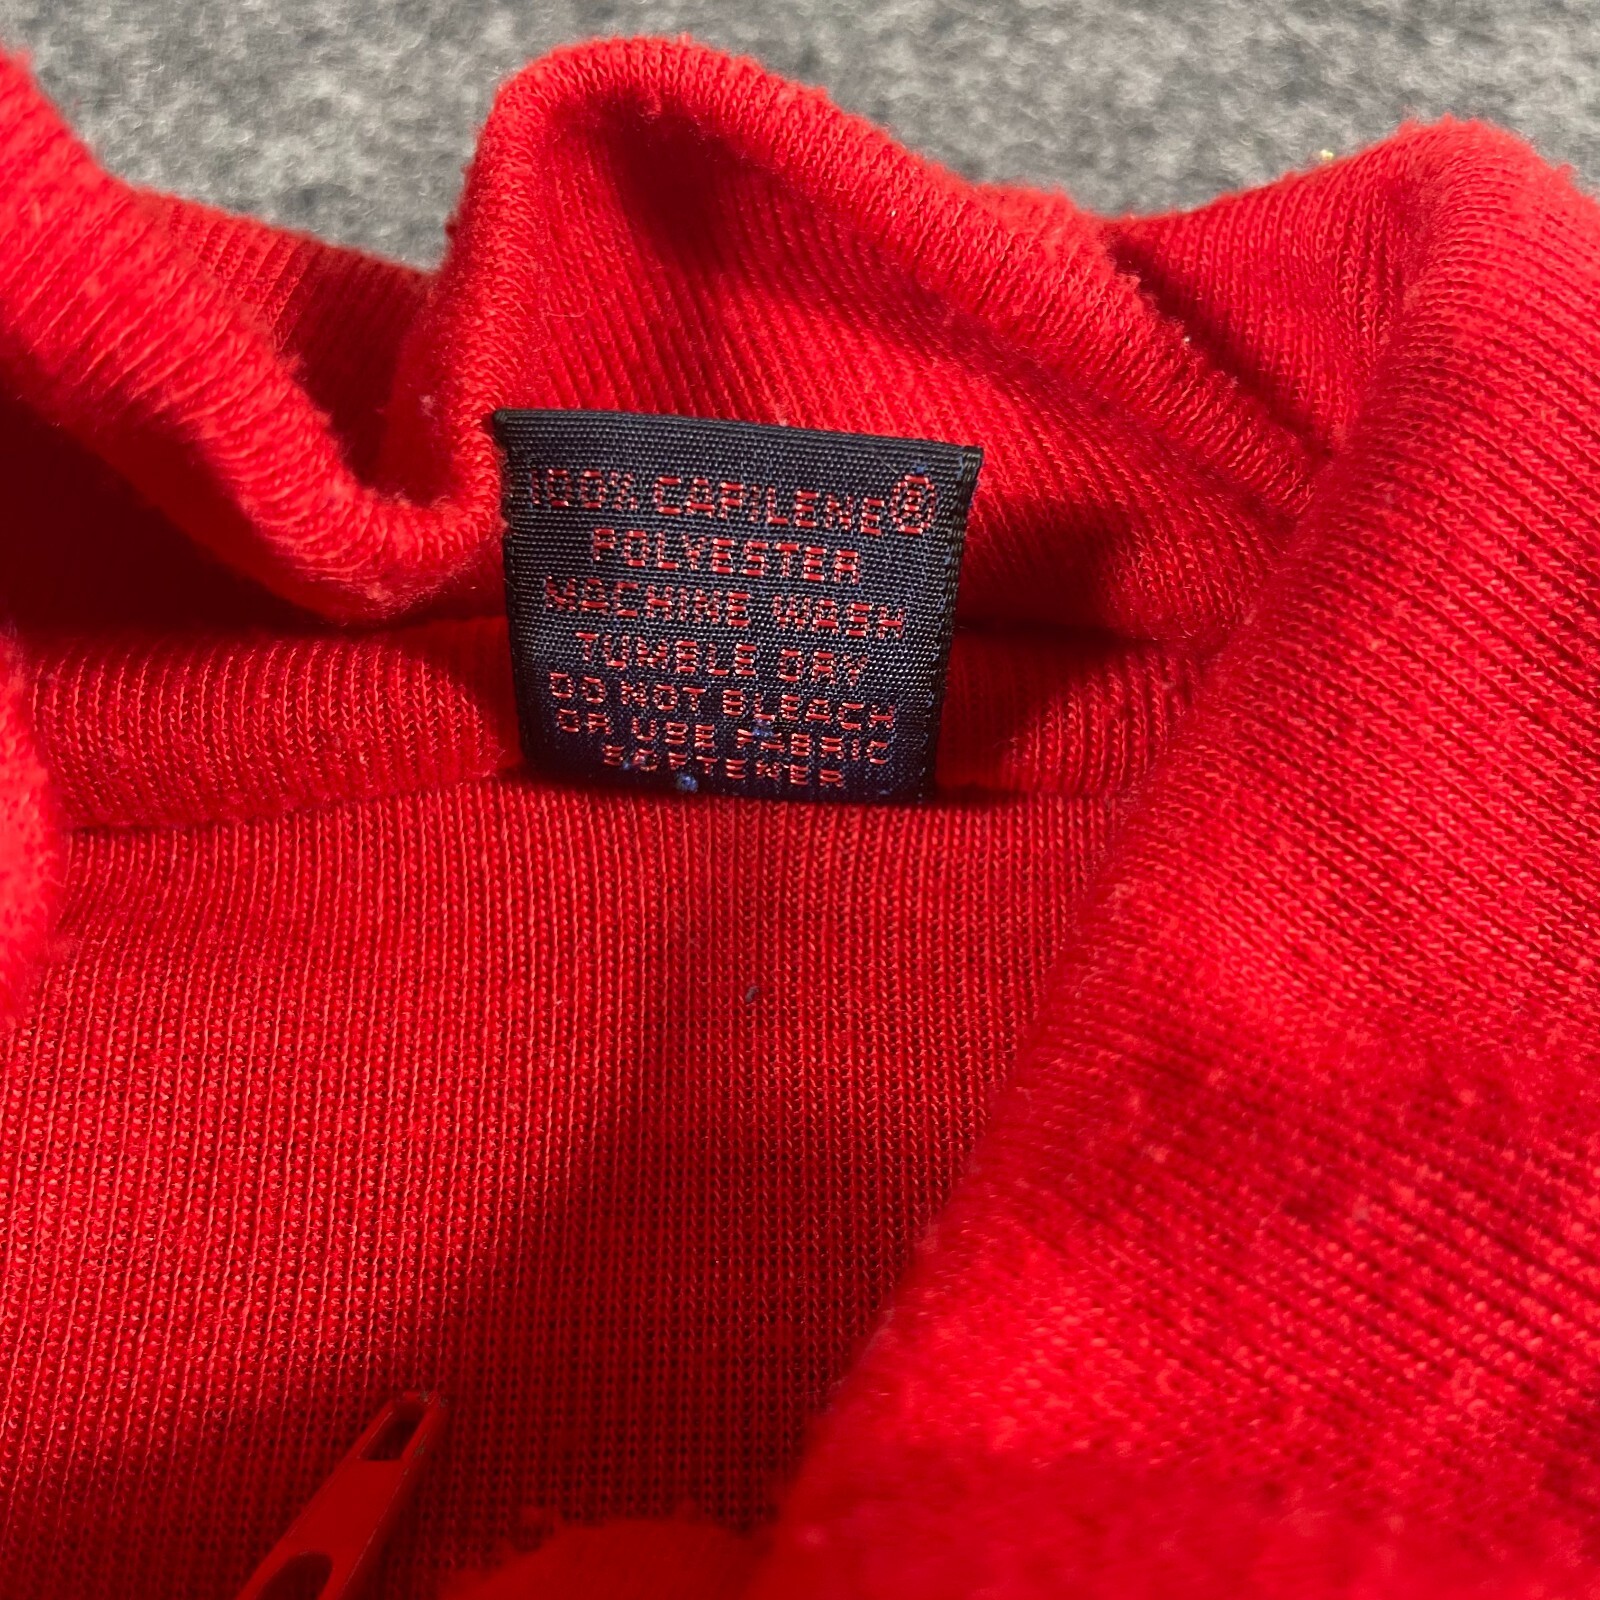 100% CAPILENE®
POLYESTER
MACHINE WASH
TUMBLE DRY
DO NOT BLEACH
OR USE FABRIC
SOFTENER